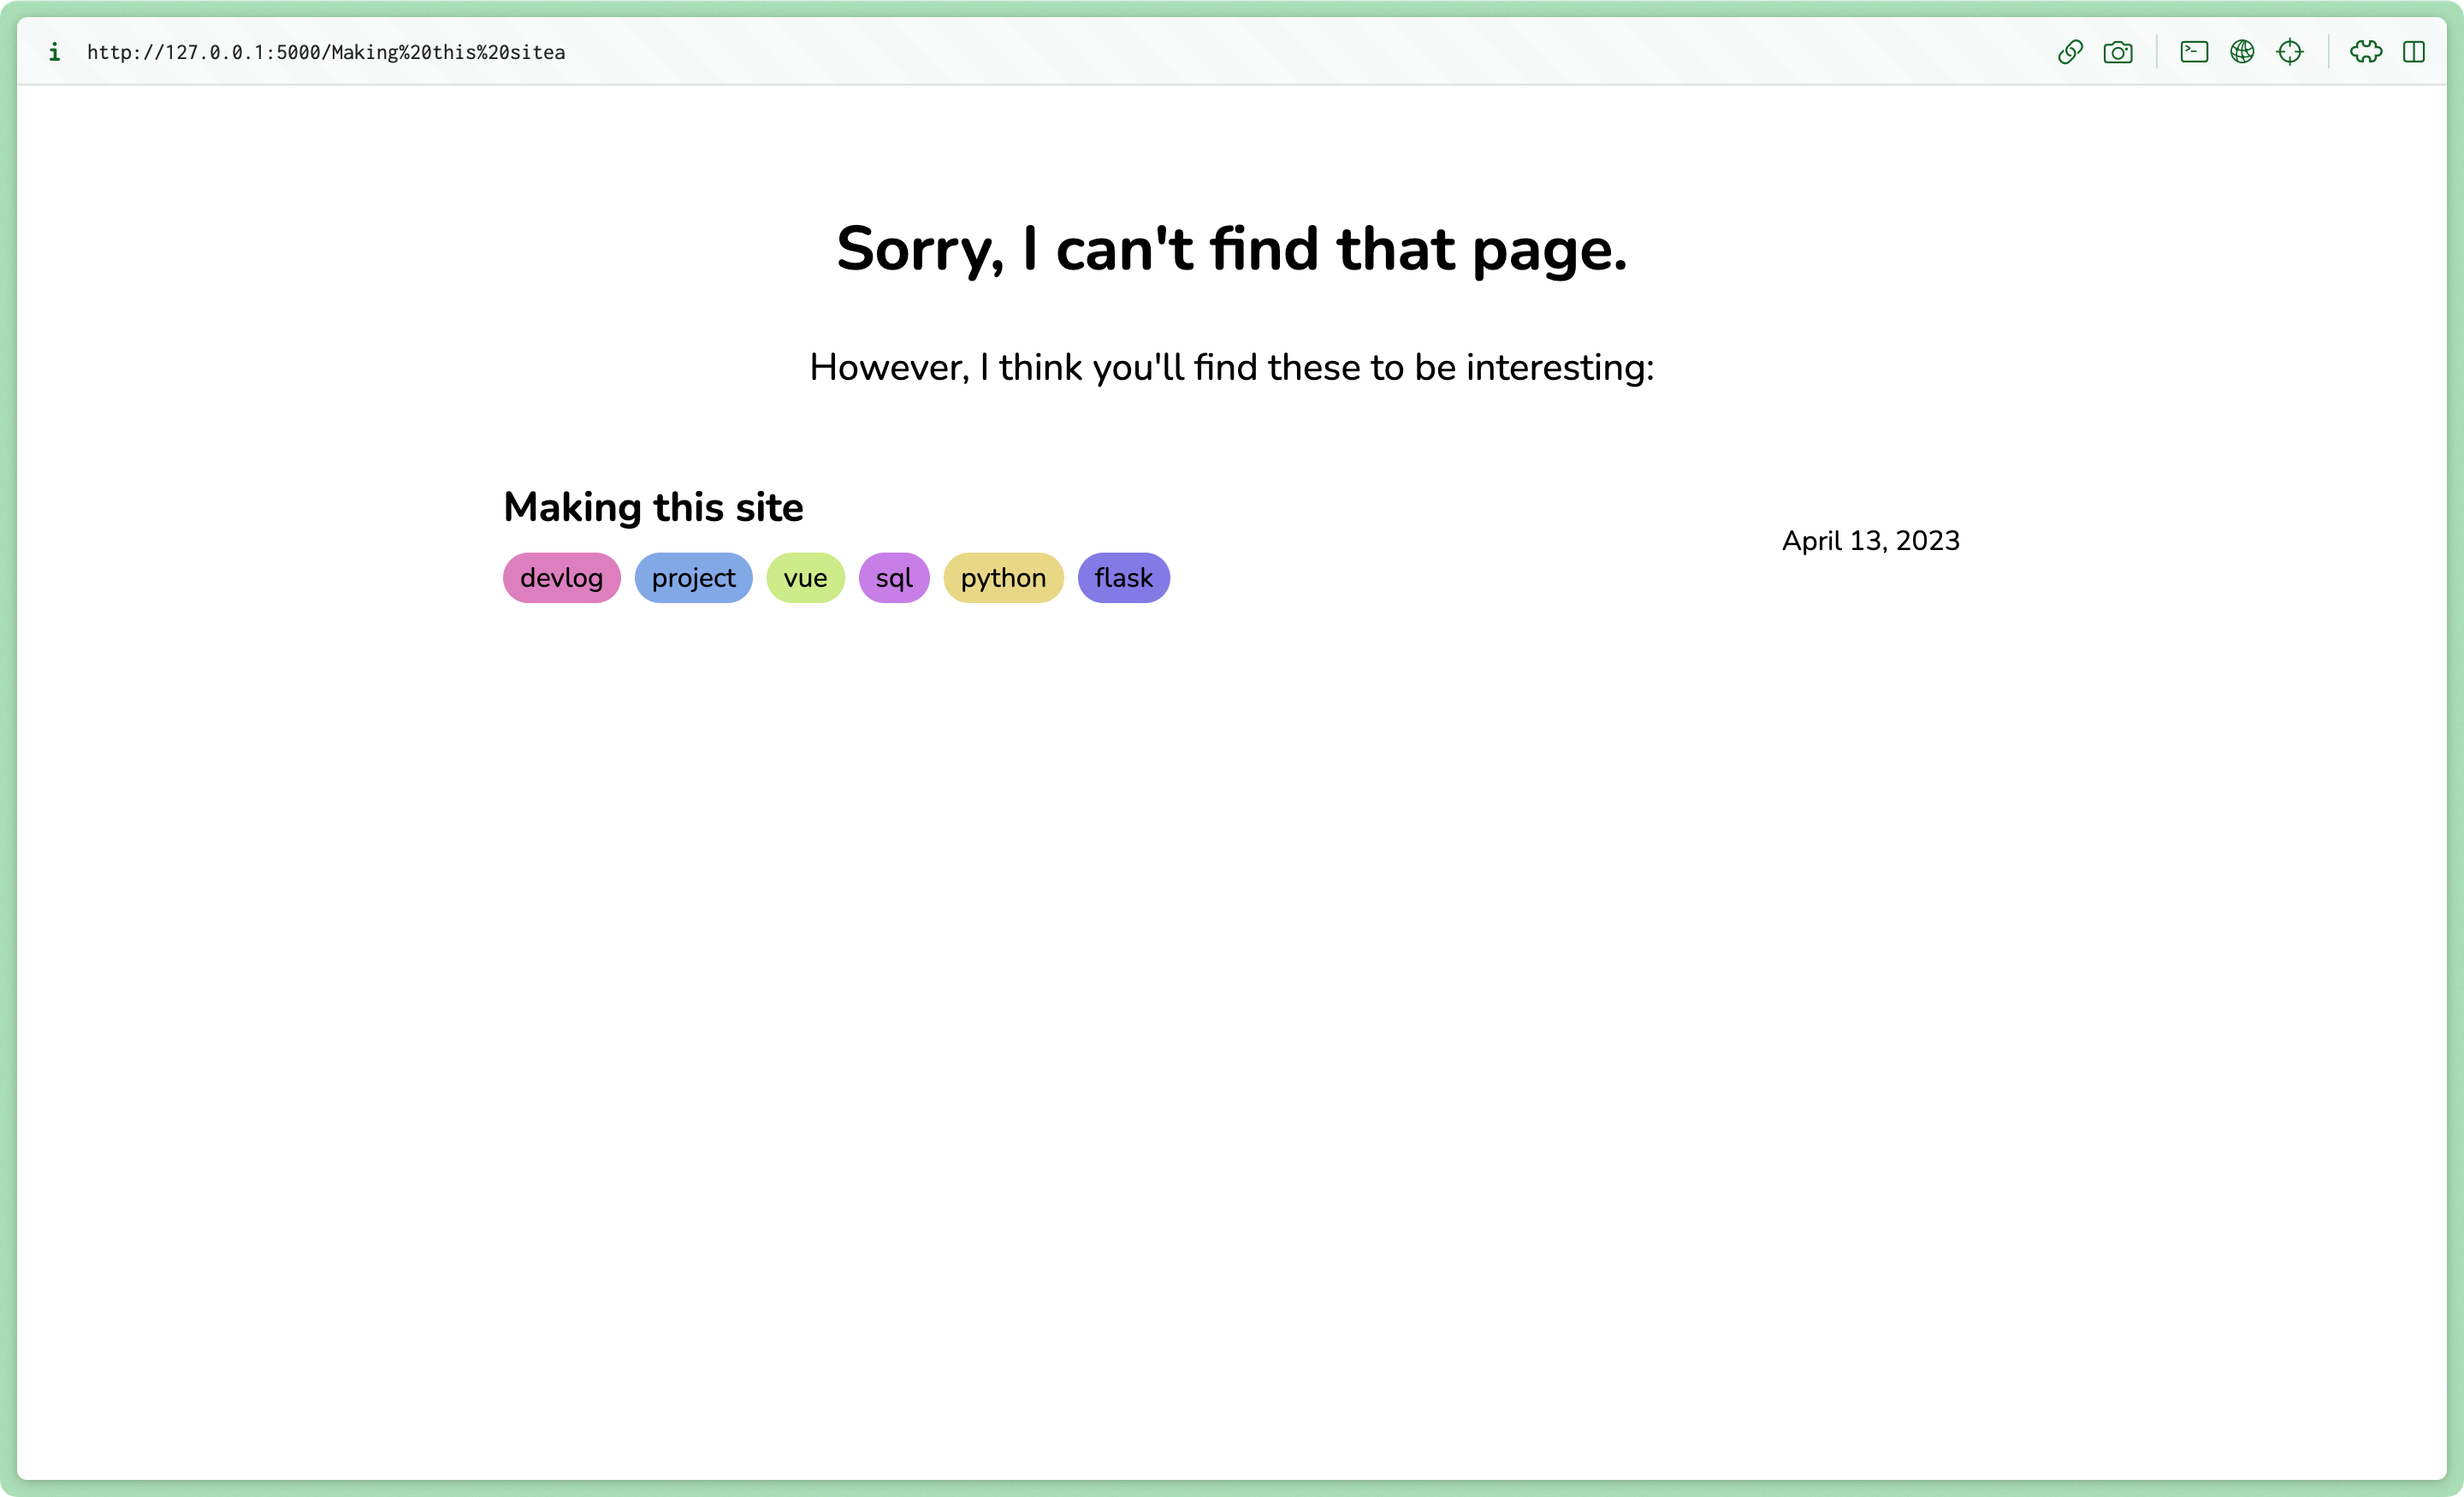 i http://127.0.0.1:5000/Making%20this%20sitea
Sorry, I can't find that page.
However, I think you'll find these to be interesting:
Making this site
April 13, 2023
devlog project vue sql python flask